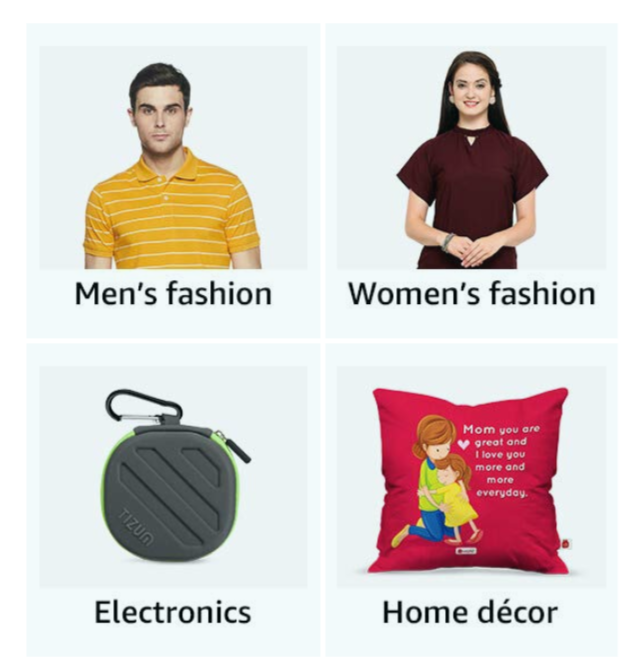 Men's fashion
Women's fashion
TIZUM
Mom you are
great and
I love you
more and
more
everyday.
Electronics
Home décor